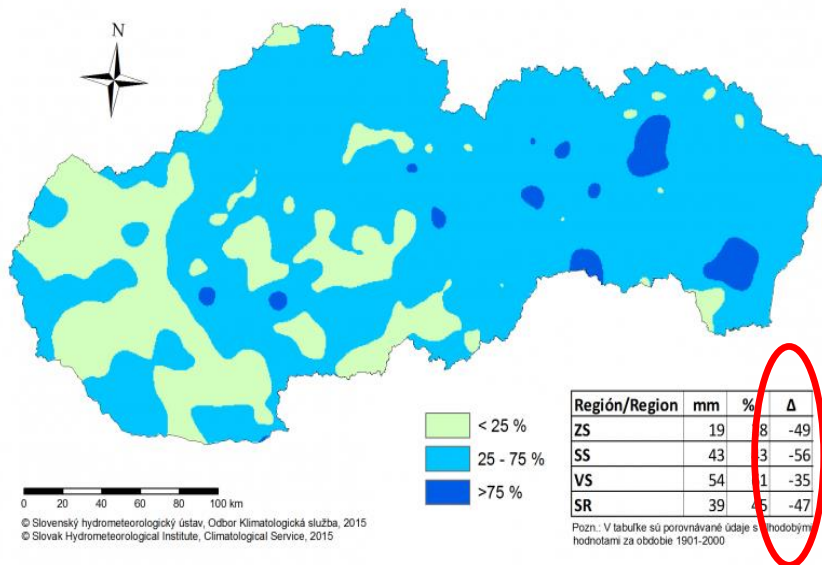 N
< 25 %
25 - 75 %
>75 %
0 20 40 60 80 100 km
© Slovenský hydrometeorologický ústav, Odbor Klimatologická služba, 2015
© Slovak Hydrometeorological Institute, Climatological Service, 2015
Región/Region mm % Δ
ZS 19 -49
SS 43 43 -56
VS 54 -35
SR 39 45 -47
Pozn.: V tabuľke sú porovnávané údaje s dlhodobými
hodnotami za obdobie 1901-2000